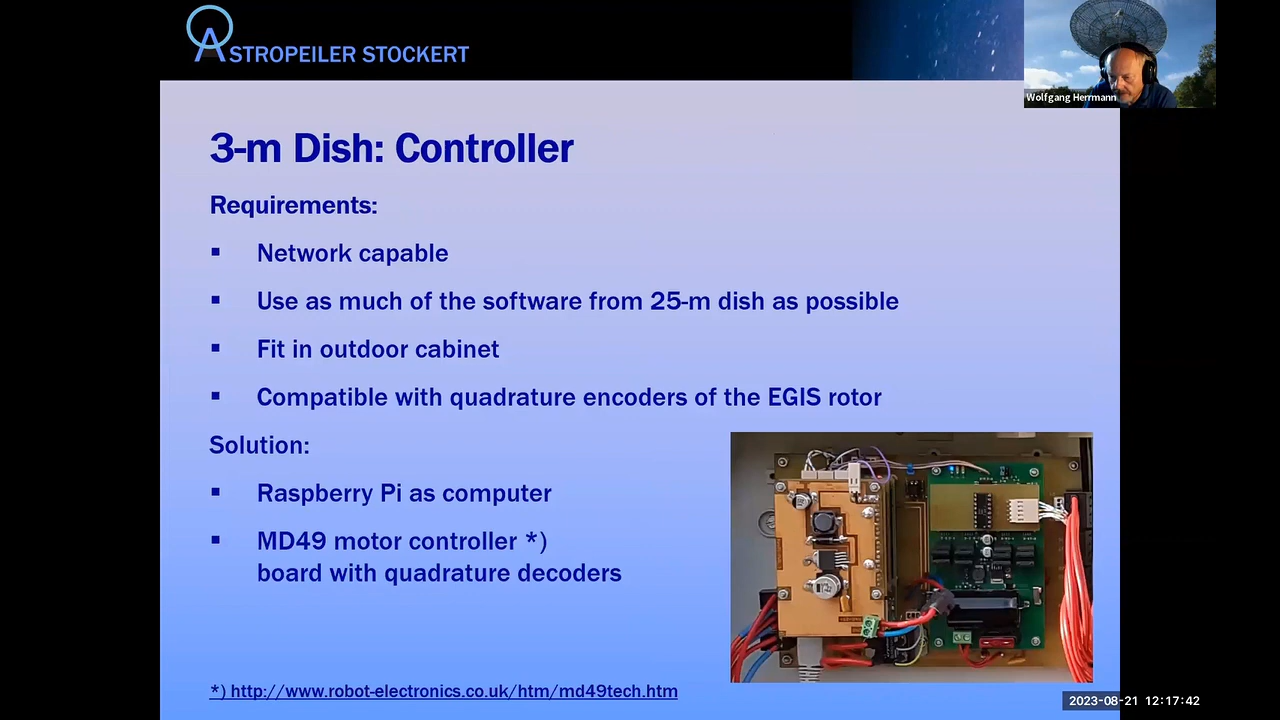 ASTROPEILER STOCKERT
Wolfgang Herrmann
3-m Dish: Controller
Requirements:
▪ Network capable
▪ Use as much of the software from 25-m dish as possible
▪ Fit in outdoor cabinet
▪ Compatible with quadrature encoders of the EGIS rotor
Solution:
▪ Raspberry Pi as computer
▪ MD49 motor controller *)
board with quadrature decoders
*) http://www.robot-electronics.co.uk/htm/md49tech.htm
2023-08-21 12:17:42